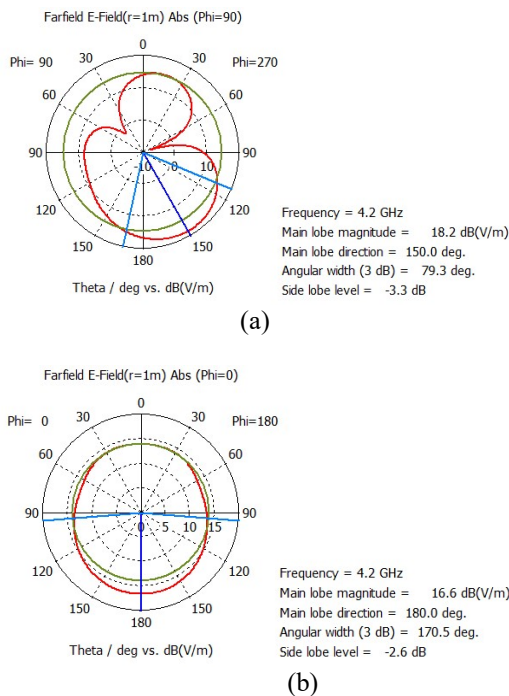 Farfield E-Field(r=1m) Abs (Phi=90)
0
Phi= 90 30 30 Phi=270
60 60
90 -10 0 10 90
120 120
150 150
180
Theta / deg vs. dB(V/m)
Frequency = 4.2 GHz
Main lobe magnitude = 18.2 dB(V/m)
Main lobe direction = 150.0 deg.
Angular width (3 dB) = 79.3 deg.
Side lobe level = -3.3 dB
(a)
Farfield E-Field(r=1m) Abs (Phi=0)
0
Phi= 0 30 30 Phi=180
60 60
90 0 5 10 15 90
120 120
150 150
180
Theta / deg vs. dB(V/m)
Frequency = 4.2 GHz
Main lobe magnitude = 16.6 dB(V/m)
Main lobe direction = 180.0 deg.
Angular width (3 dB) = 170.5 deg.
Side lobe level = -2.6 dB
(b)